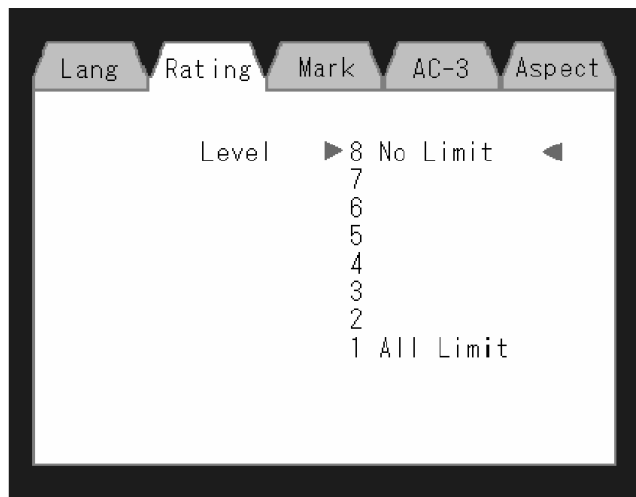 Lang Rating Mark AC-3 Aspect
Level ▶ 8 No Limit ◀
7
6
5
4
3
2
1 All Limit